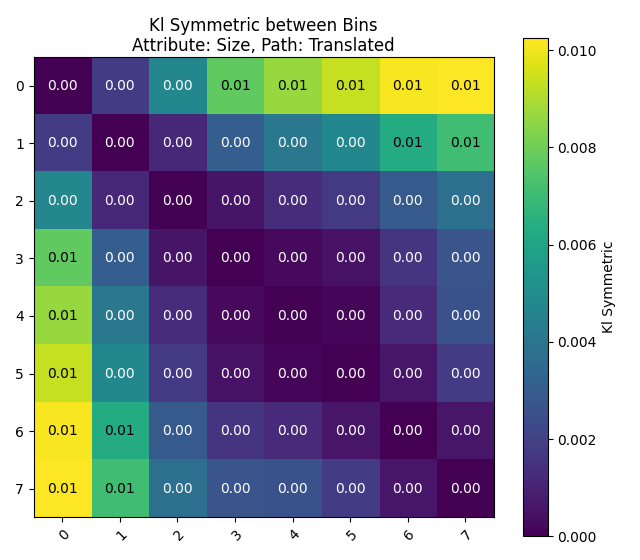 Kl Symmetric between Bins
Attribute: Size, Path: Translated
0 0.00 0.00 0.00 0.01 0.01 0.01 0.01 0.01
1 0.00 0.00 0.00 0.00 0.00 0.00 0.01 0.01
2 0.00 0.00 0.00 0.00 0.00 0.00 0.00 0.00
3 0.01 0.00 0.00 0.00 0.00 0.00 0.00 0.00
4 0.01 0.00 0.00 0.00 0.00 0.00 0.00 0.00
5 0.01 0.00 0.00 0.00 0.00 0.00 0.00 0.00
6 0.01 0.01 0.00 0.00 0.00 0.00 0.00 0.00
7 0.01 0.01 0.00 0.00 0.00 0.00 0.00 0.00
0 1 2 3 4 5 6 7
0.010
0.008
0.006
0.004
0.002
0.000
Kl Symmetric